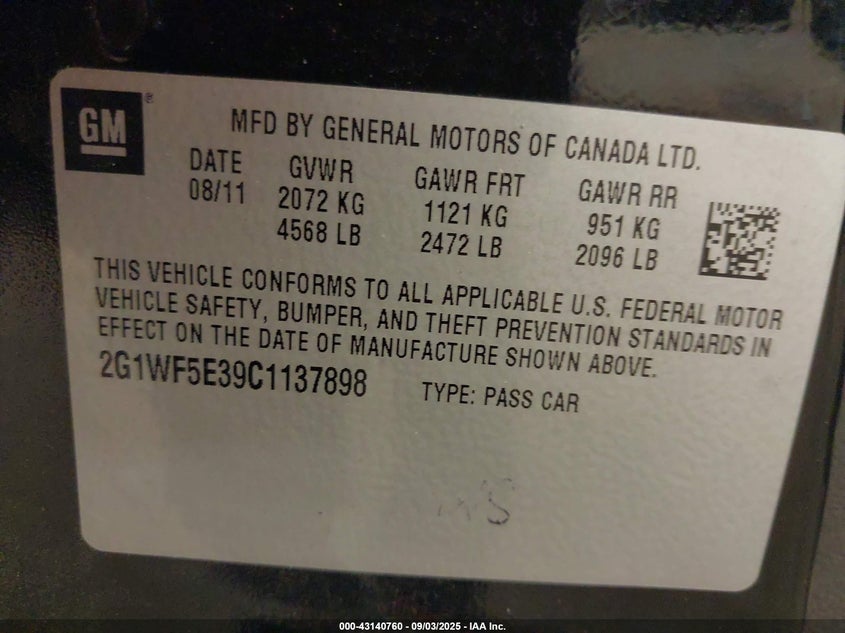 GM®
MFD BY GENERAL MOTORS OF CANADA LTD.
DATE GVWR GAWR FRT GAWR RR
08/11 2072 KG 1121 KG 951 KG
4568 LB 2472 LB 2096 LB
THIS VEHICLE CONFORMS TO ALL APPLICABLE U.S. FEDERAL MOTOR
VEHICLE SAFETY, BUMPER, AND THEFT PREVENTION STANDARDS IN
EFFECT ON THE DATE OF MANUFACTURE SHOWN ABOVE.
2G1WF5E39C1137898 TYPE: PASS CAR
000-43140760 - 09/03/2025 - IAA Inc.